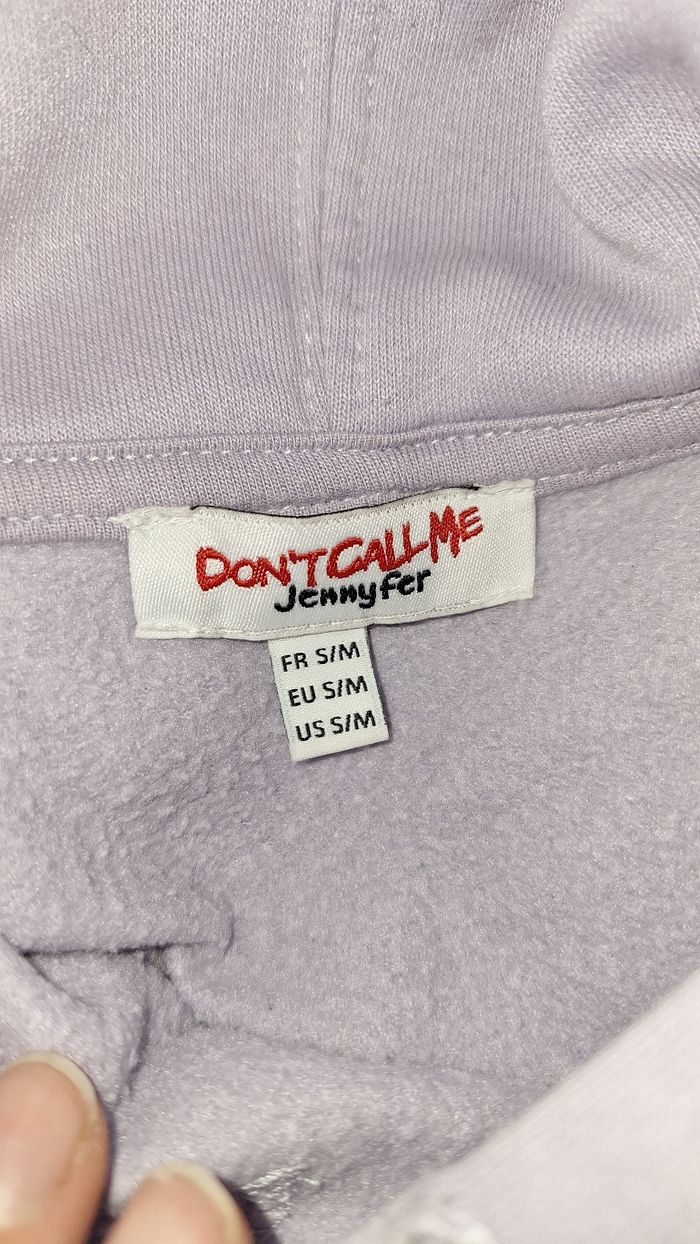 DON'T CALL ME
Jennyfer
FR S/M
EU S/M
US S/M